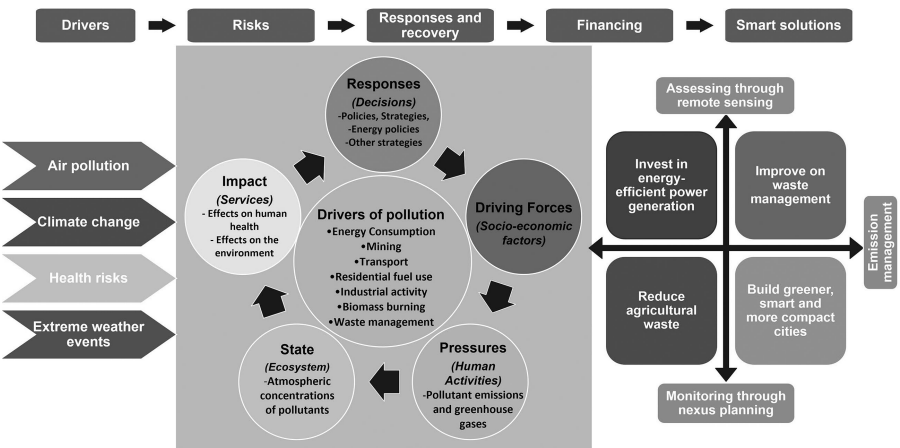 Drivers
Risks
Responses and
recovery
Financing
Smart solutions
Air pollution
Climate change
Health risks
Extreme weather
events
Responses
(Decisions)
-Policies, Strategies,
-Energy policies
-Other strategies
Impact
(Services)
- Effects on human
health
- Effects on the
environment
Drivers of pollution
•Energy Consumption
•Mining
•Transport
•Residential fuel use
•Industrial activity
•Biomass burning
•Waste management
Driving Forces
(Socio-economic
factors)
State
(Ecosystem)
-Atmospheric
concentrations
of pollutants
Pressures
(Human
Activities)
-Pollutant emissions
and greenhouse
gases
Assessing through
remote sensing
Invest in
energy-
efficient power
generation
Improve on
waste
management
Emission
management
Reduce
agricultural
waste
Build greener,
smart and
more compact
cities
Monitoring through
nexus planning